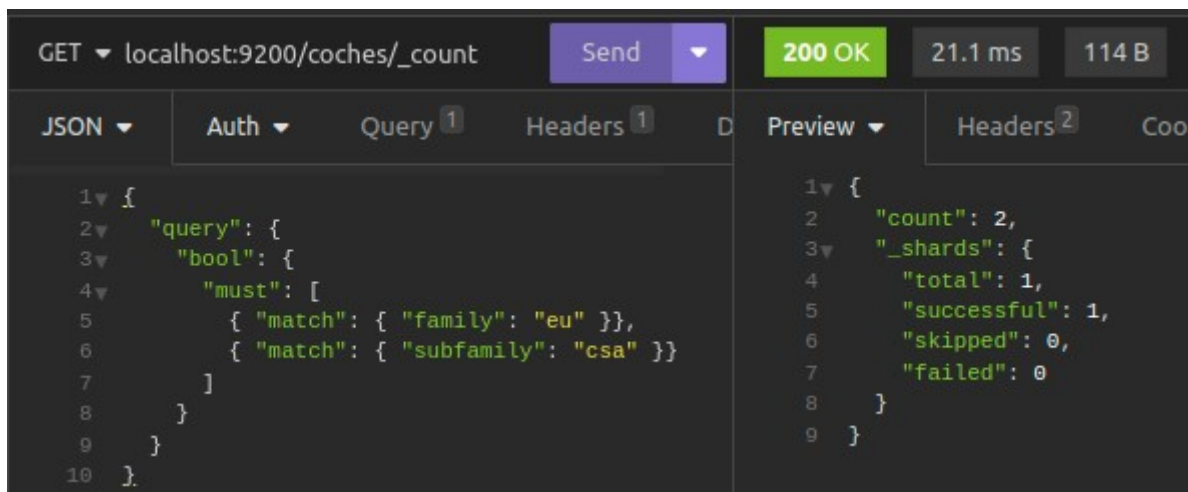 GET localhost:9200/coches/_count Send
200 OK 21.1 ms 114 B
JSON Auth Query 1 Headers 1 D
Preview Headers 2 Coo
1 {
2 "query": {
3 "bool": {
4 "must": [
5 { "match": { "family": "eu" }},
6 { "match": { "subfamily": "csa" }}
7 ]
8 }
9 }
10 }
1 {
2 "count": 2,
3 "_shards": {
4 "total": 1,
5 "successful": 1,
6 "skipped": 0,
7 "failed": 0
8 }
9 }